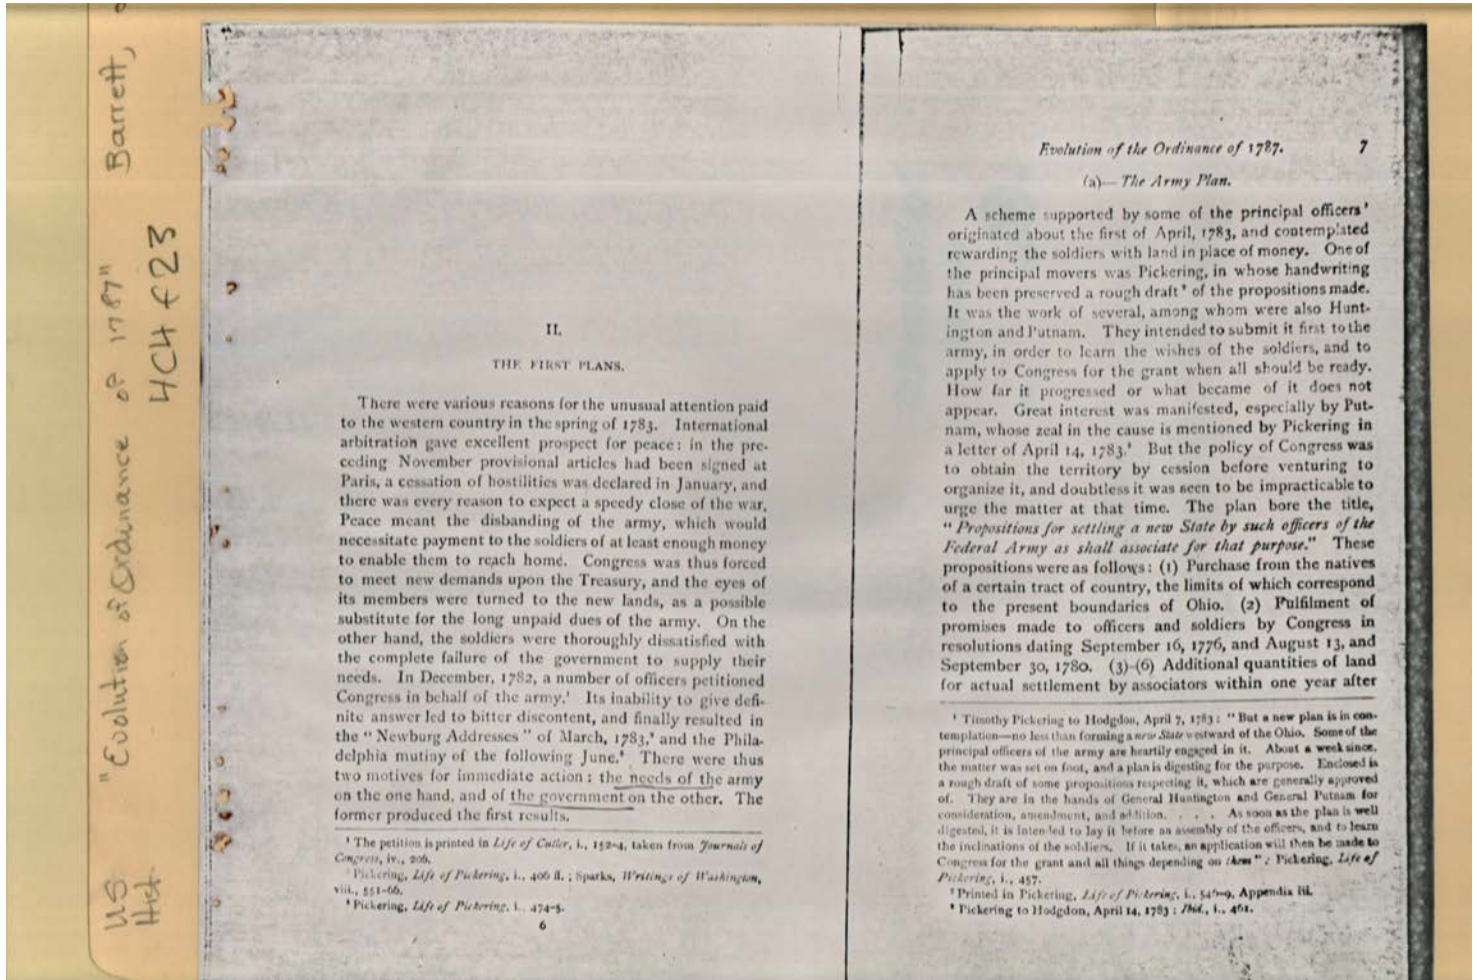 US "Evolution of Ordinance of 1787" Barrett,
Hist. 4CH f23
II.
THE FIRST PLANS.
There were various reasons for the unusual attention paid
to the western country in the spring of 1783. International
arbitration gave excellent prospect for peace: in the pre-
ceding November provisional articles had been signed at
Paris, a cessation of hostilities was declared in January, and
there was every reason to expect a speedy close of the war.
Peace meant the disbanding of the army, which would
necessitate payment to the soldiers of at least enough money
to enable them to reach home. Congress was thus forced
to meet new demands upon the Treasury, and the eyes of
its members were turned to the new lands, as a possible
substitute for the long unpaid dues of the army. On the
other hand, the soldiers were thoroughly dissatisfied with
the complete failure of the government to supply their
needs. In December, 1782, a number of officers petitioned
Congress in behalf of the army.¹ Its inability to give defi-
nite answer led to bitter discontent, and finally resulted in
the "Newburg Addresses" of March, 1783,² and the Phila-
delphia mutiny of the following June.³ There were thus
two motives for immediate action: the needs of the army
on the one hand, and of the government on the other. The
former produced the first results.
¹ The petition is printed in Life of Cutler, i., 152-4, taken from Journals of
Congress, iv., 206.
² Pickering, Life of Pickering, i., 406 ff.; Sparks, Writings of Washington,
viii., 551-66.
³ Pickering, Life of Pickering, i., 474-5.
6
Evolution of the Ordinance of 1787. 7
(a)—The Army Plan.
A scheme supported by some of the principal officers¹
originated about the first of April, 1783, and contemplated
rewarding the soldiers with land in place of money. One of
the principal movers was Pickering, in whose handwriting
has been preserved a rough draft² of the propositions made.
It was the work of several, among whom were also Hunt-
ington and Putnam. They intended to submit it first to the
army, in order to learn the wishes of the soldiers, and to
apply to Congress for the grant when all should be ready.
How far it progressed or what became of it does not
appear. Great interest was manifested, especially by Put-
nam, whose zeal in the cause is mentioned by Pickering in
a letter of April 14, 1783.³ But the policy of Congress was
to obtain the territory by cession before venturing to
organize it, and doubtless it was seen to be impracticable to
urge the matter at that time. The plan bore the title,
"Propositions for settling a new State by such officers of the
Federal Army as shall associate for that purpose." These
propositions were as follows: (1) Purchase from the natives
of a certain tract of country, the limits of which correspond
to the present boundaries of Ohio. (2) Fulfilment of
promises made to officers and soldiers by Congress in
resolutions dating September 16, 1776, and August 13, and
September 30, 1780. (3)-(6) Additional quantities of land
for actual settlement by associators within one year after
¹ Timothy Pickering to Hodgdon, April 7, 1783: "But a new plan is in con-
templation—no less than forming a new State westward of the Ohio. Some of the
principal officers of the army are heartily engaged in it. About a week since,
the matter was set on foot, and a plan is digesting for the purpose. Enclosed is
a rough draft of some propositions respecting it, which are generally approved
of. They are in the hands of General Huntington and General Putnam for
consideration, amendment, and addition. . . . . As soon as the plan is well
digested, it is intended to lay it before an assembly of the officers, and to learn
the inclinations of the soldiers. If it takes, an application will then be made to
Congress for the grant and all things depending on them"; Pickering, Life of
Pickering, i., 457.
² Printed in Pickering, Life of Pickering, i., 546-9, Appendix iii.
³ Pickering to Hodgdon, April 14, 1783; Ibid., i., 461.